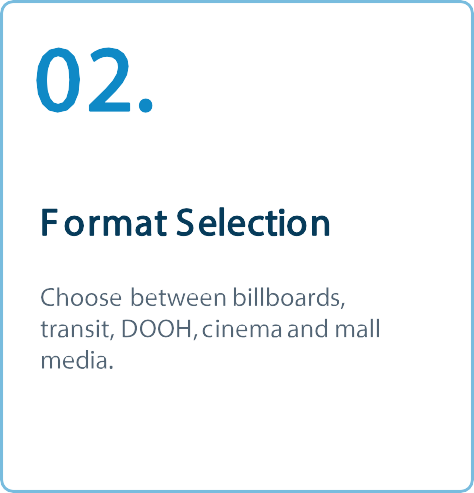 02.
Format Selection
Choose between billboards,
transit, DOOH, cinema and mall
media.